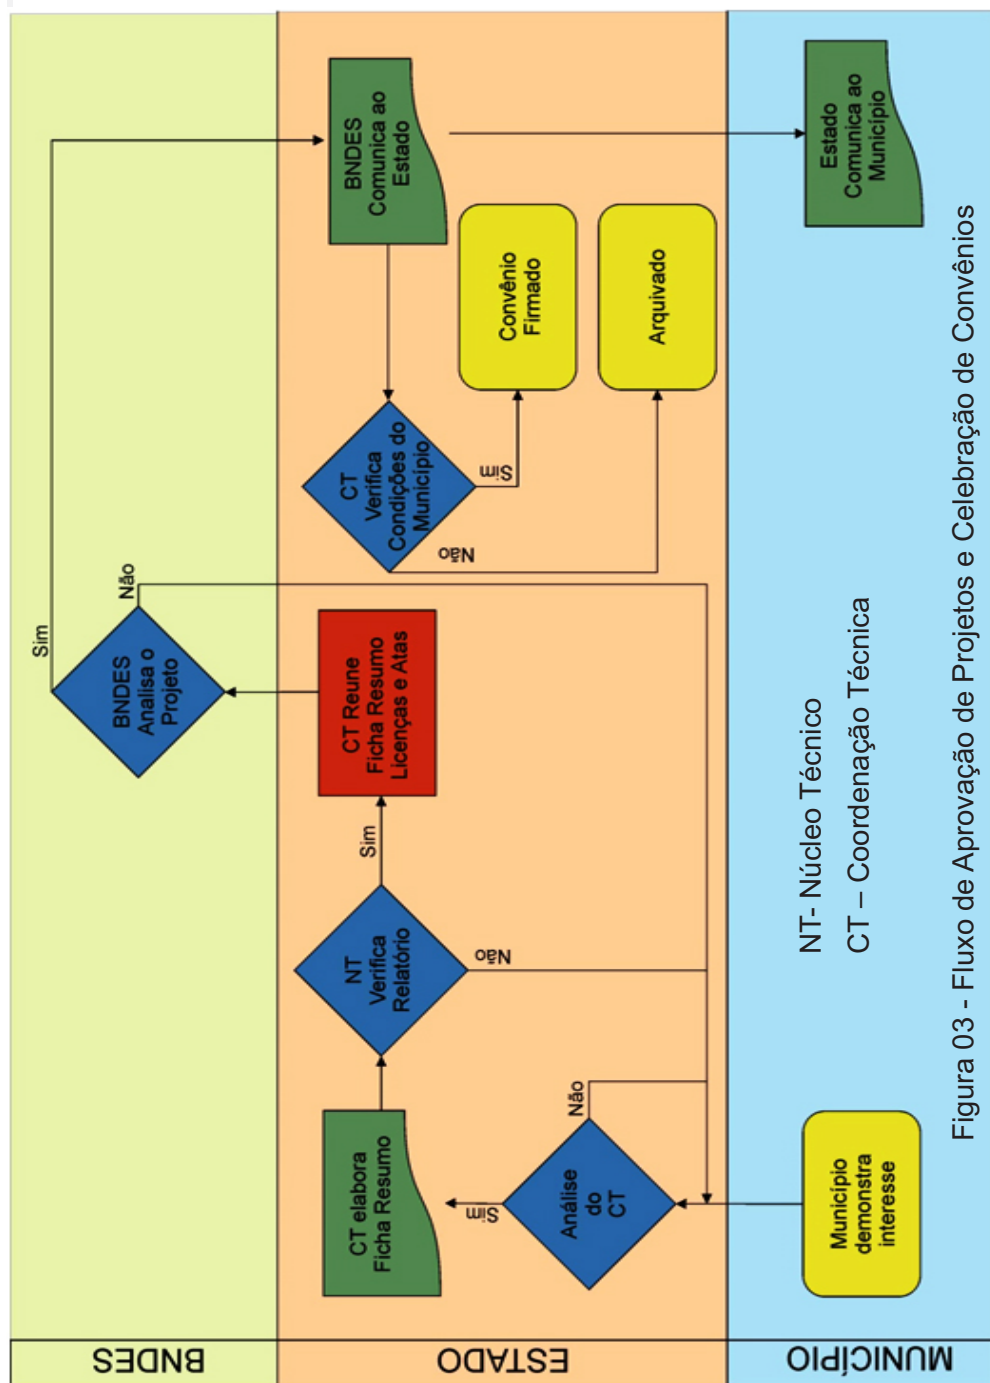 BNDES
ESTADO
MUNICÍPIO
Municipio
demonstra
interesse
Análise
do
CT
Sim
Não
CT elabora
Ficha Resumo
NT
Verifica
Relatório
Sim
Não
CT Reune
Ficha Resumo
Licenças e Atas
BNDES
Analisa o
Projeto
Sim
Não
BNDES
Comunica ao
Estado
CT
Verifica
Condições do
Município
Sim
Não
Convênio
Firmado
Arquivado
Estado
Comunica ao
Município
NT- Núcleo Técnico
CT – Coordenação Técnica
Figura 03 - Fluxo de Aprovação de Projetos e Celebração de Convênios